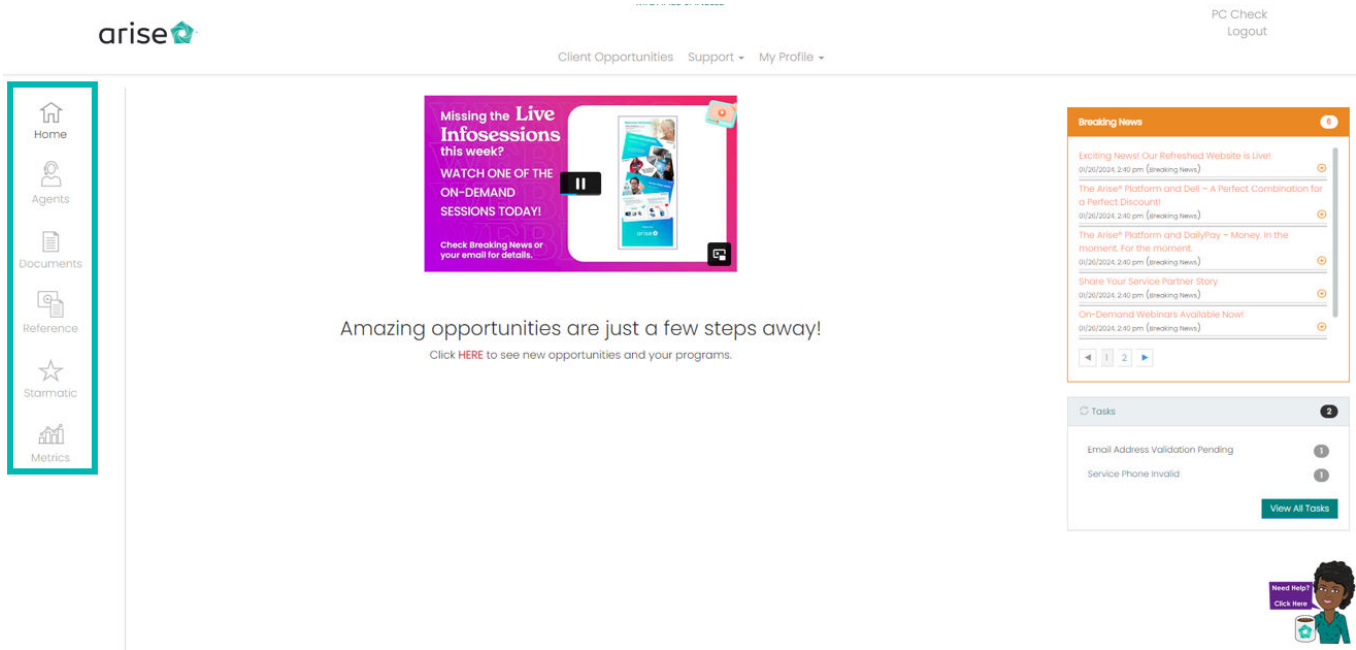 PC Check
Logout
arise
Client Opportunities Support My Profile
Home
Agents
Documents
Reference
Starmatic
Metrics
Missing the Live
Infosessions
this week?
WATCH ONE OF THE
ON-DEMAND
SESSIONS TODAY!
Check Breaking News or
your email for details.
arise
Amazing opportunities are just a few steps away!
Click HERE to see new opportunities and your programs.
Breaking News 6
Exciting News! Our Refreshed Website is Live!
01/26/2024, 2:40 pm (Breaking News)
The Arise® Platform and Dell – A Perfect Combination for
a Perfect Discount!
01/26/2024, 2:40 pm (Breaking News)
The Arise® Platform and DailyPay – Money. In the
moment. For the moment.
01/26/2024, 2:40 pm (Breaking News)
Share Your Service Partner Story
01/26/2024, 2:40 pm (Breaking News)
On-Demand Webinars Available Now!
01/26/2024, 2:40 pm (Breaking News)
1 2
Tasks 2
Email Address Validation Pending 1
Service Phone Invalid 1
View All Tasks
Need Help?
Click Here